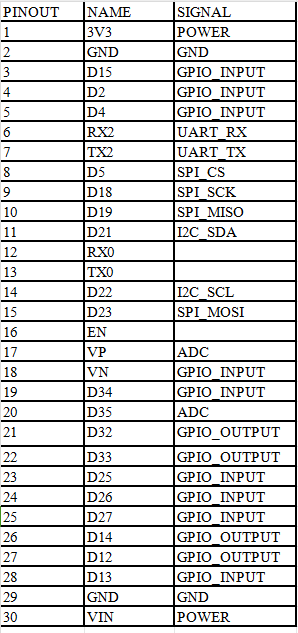 PINOUT NAME SIGNAL
1 3V3 POWER
2 GND GND
3 D15 GPIO_INPUT
4 D2 GPIO_INPUT
5 D4 GPIO_INPUT
6 RX2 UART_RX
7 TX2 UART_TX
8 D5 SPI_CS
9 D18 SPI_SCK
10 D19 SPI_MISO
11 D21 I2C_SDA
12 RX0
13 TX0
14 D22 I2C_SCL
15 D23 SPI_MOSI
16 EN
17 VP ADC
18 VN GPIO_INPUT
19 D34 GPIO_INPUT
20 D35 ADC
21 D32 GPIO_OUTPUT
22 D33 GPIO_OUTPUT
23 D25 GPIO_INPUT
24 D26 GPIO_INPUT
25 D27 GPIO_INPUT
26 D14 GPIO_OUTPUT
27 D12 GPIO_OUTPUT
28 D13 GPIO_INPUT
29 GND GND
30 VIN POWER